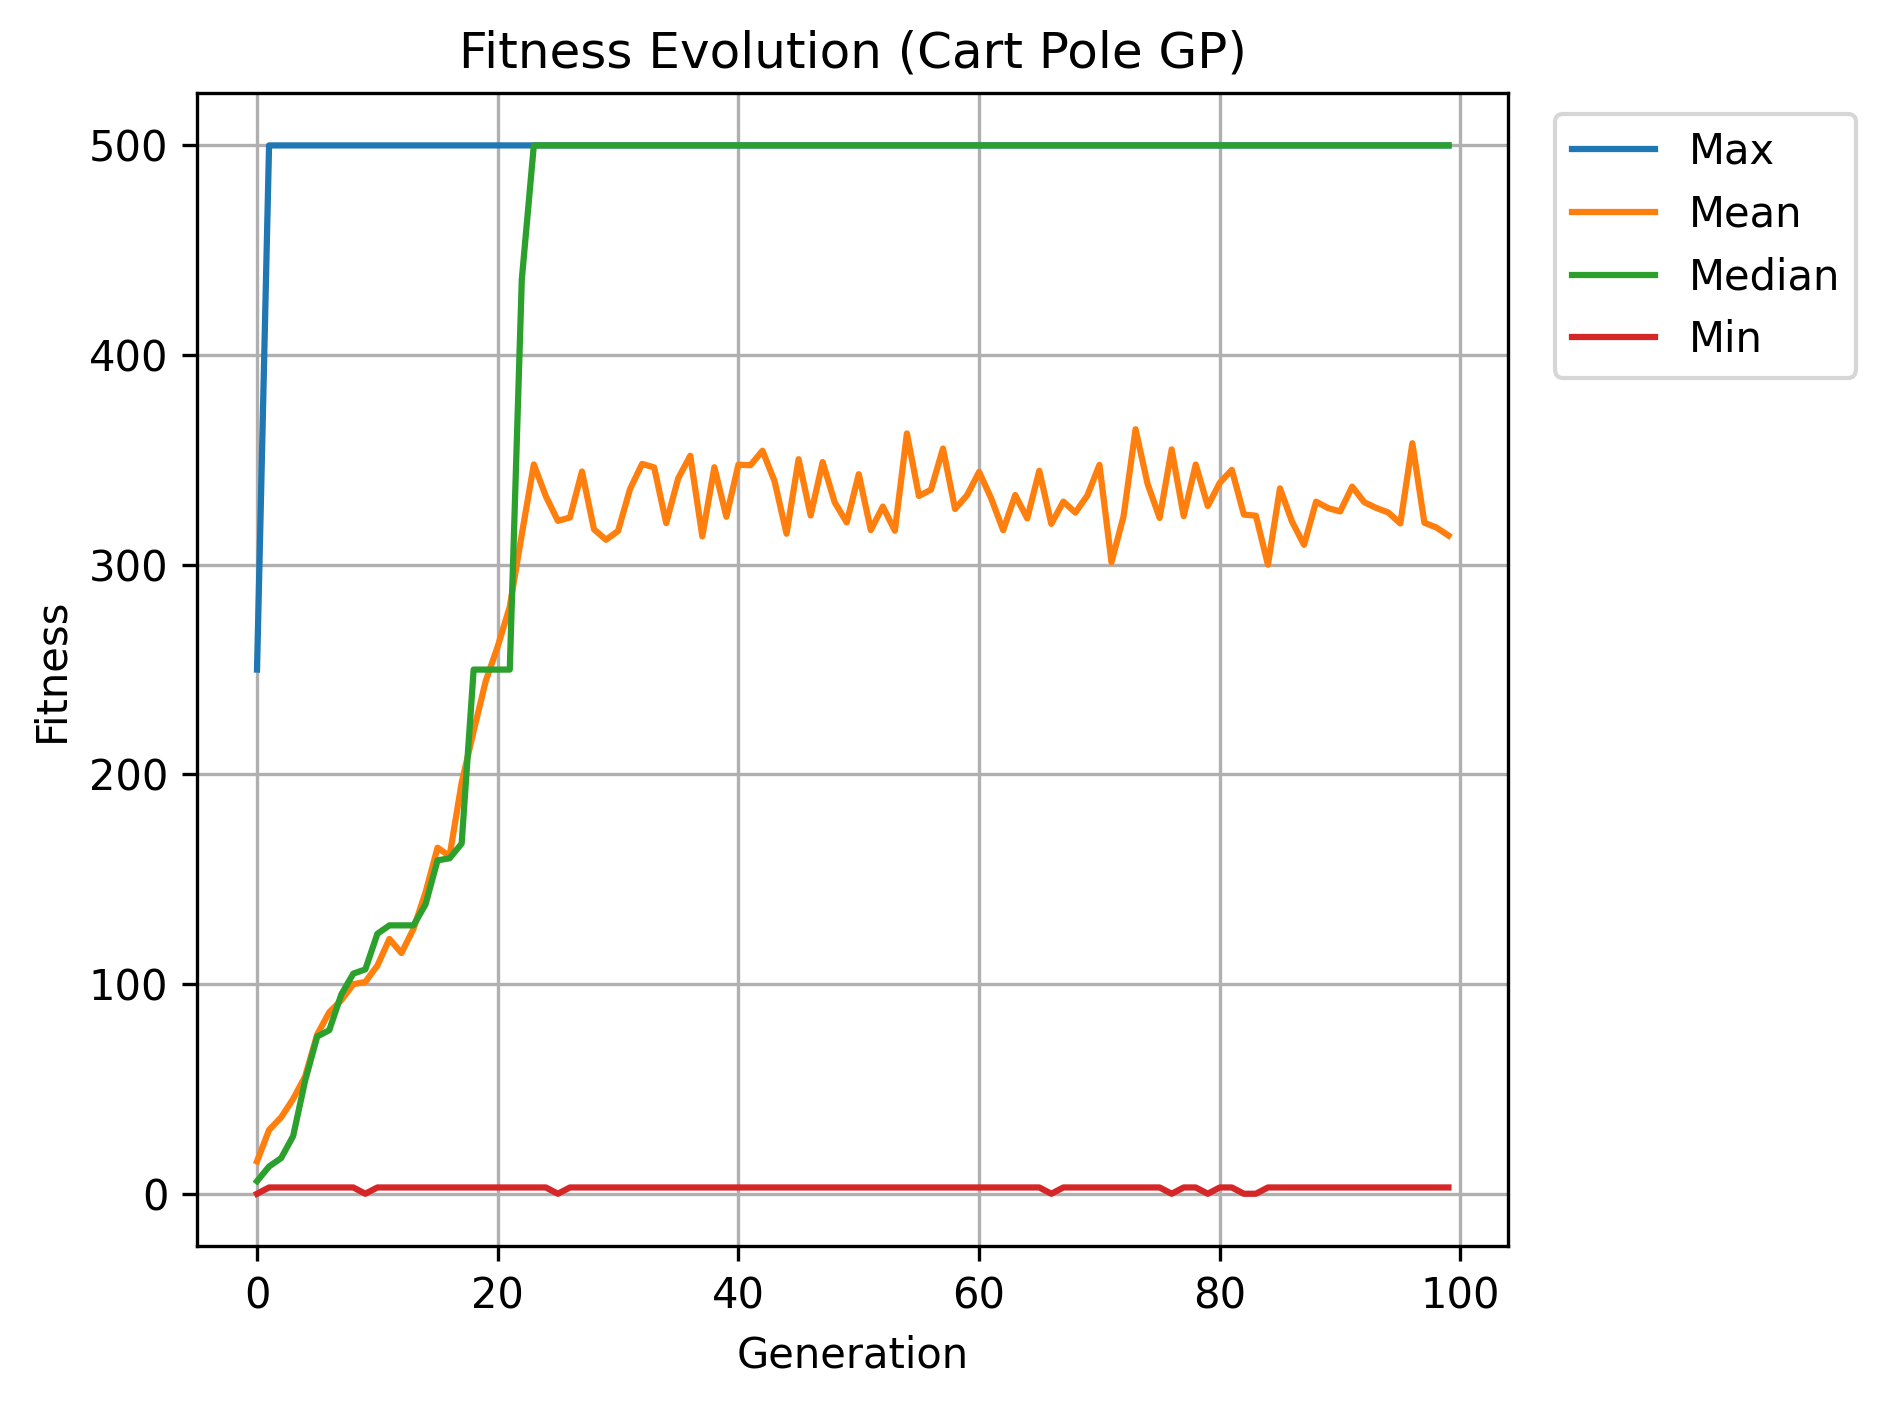 Fitness Evolution (Cart Pole GP)
500
400
300
200
100
0
Fitness
0 20 40 60 80 100
Generation
Max
Mean
Median
Min